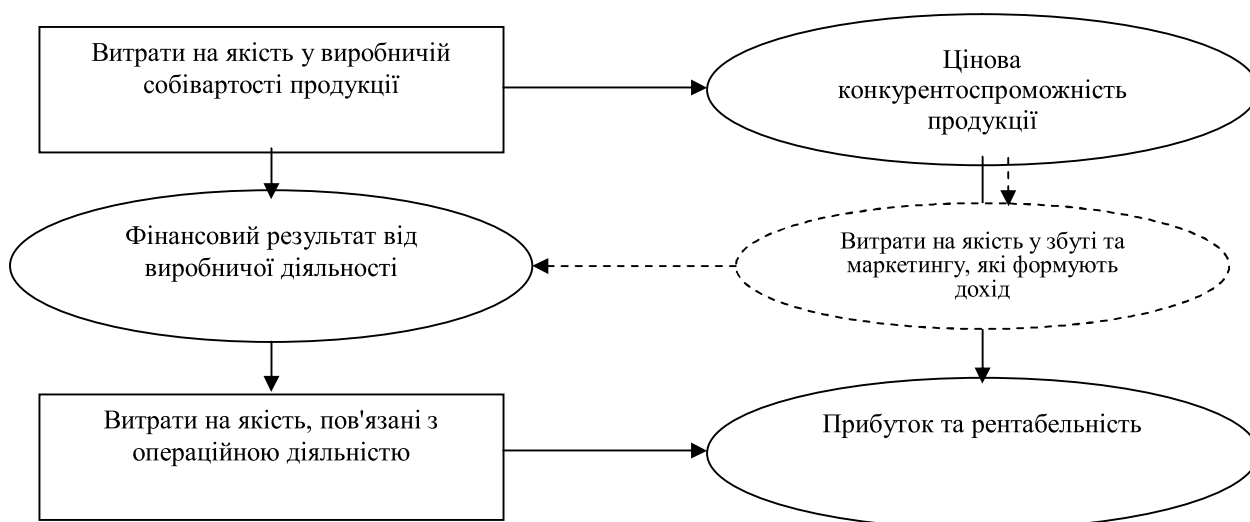 Витрати на якість у виробничій
собівартості продукції
Цінова
конкурентоспроможність
продукції
Фінансовий результат від
виробничої діяльності
Витрати на якість у збуті та
маркетингу, які формують
дохід
Витрати на якість, пов'язані з
операційною діяльністю
Прибуток та рентабельність